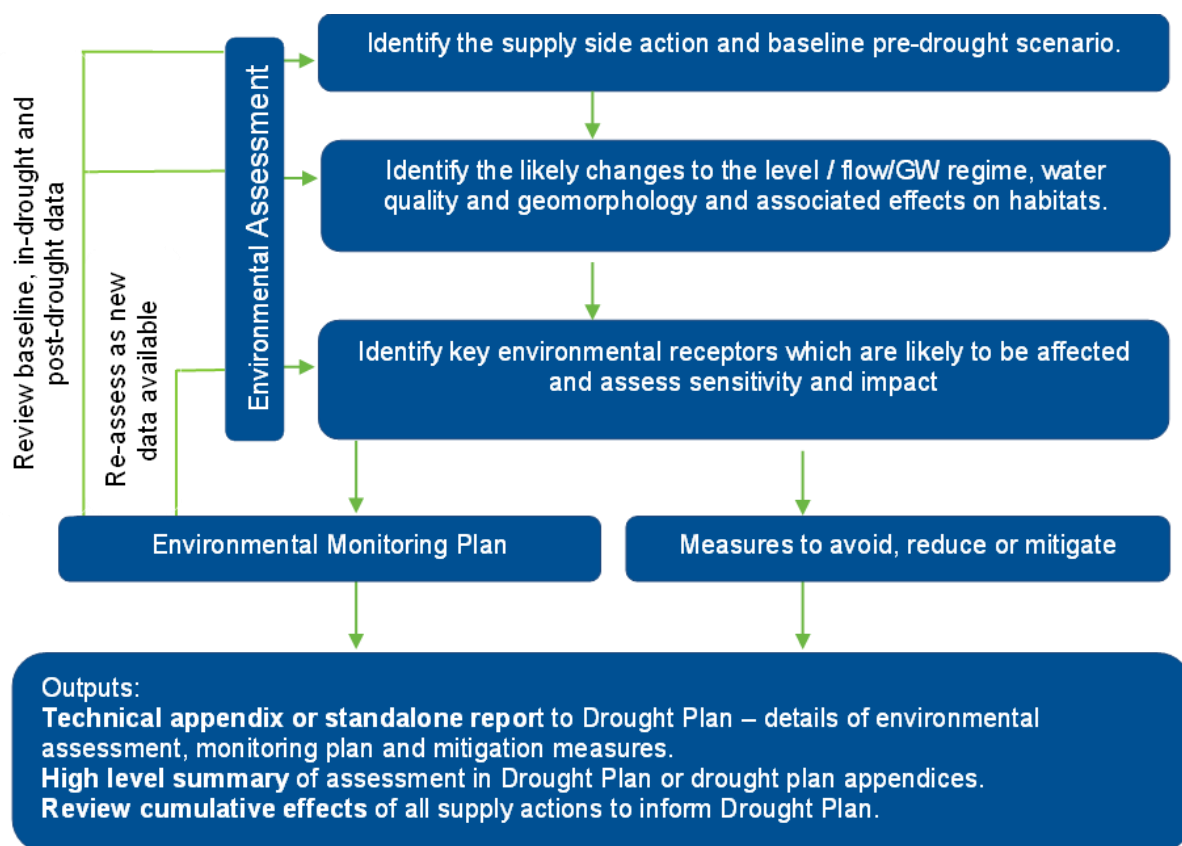 Identify the supply side action and baseline pre-drought scenario.
Environmental Assessment
Identify the likely changes to the level / flow/GW regime, water
quality and geomorphology and associated effects on habitats.
Review baseline, in-drought and
post-drought data
Re-assess as new
data available
Identify key environmental receptors which are likely to be affected
and assess sensitivity and impact
Environmental Monitoring Plan
Measures to avoid, reduce or mitigate
Outputs:
Technical appendix or standalone report to Drought Plan – details of environmental
assessment, monitoring plan and mitigation measures.
High level summary of assessment in Drought Plan or drought plan appendices.
Review cumulative effects of all supply actions to inform Drought Plan.